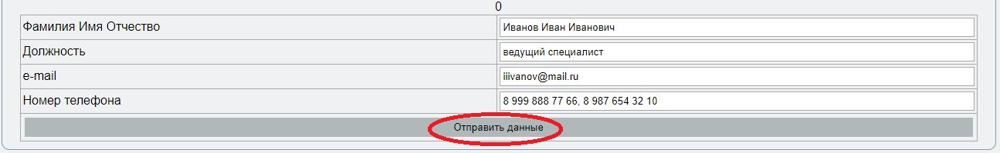 0
Фамилия Имя Отчество Иванов Иван Иванович
Должность ведущий специалист
e-mail iiivanov@mail.ru
Номер телефона 8 999 888 77 66, 8 987 654 32 10
Отправить данные